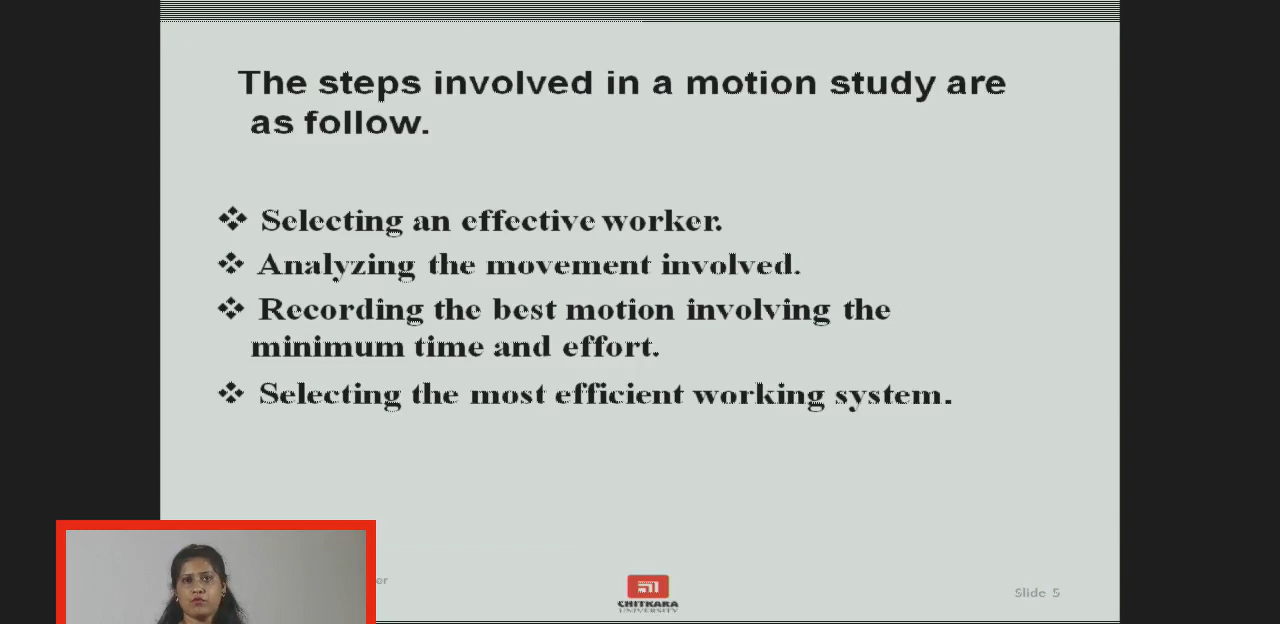 The steps involved in a motion study are
as follow.
❖ Selecting an effective worker.
❖ Analyzing the movement involved.
❖ Recording the best motion involving the
minimum time and effort.
❖ Selecting the most efficient working system.
CHITKARA
UNIVERSITY
Slide 5